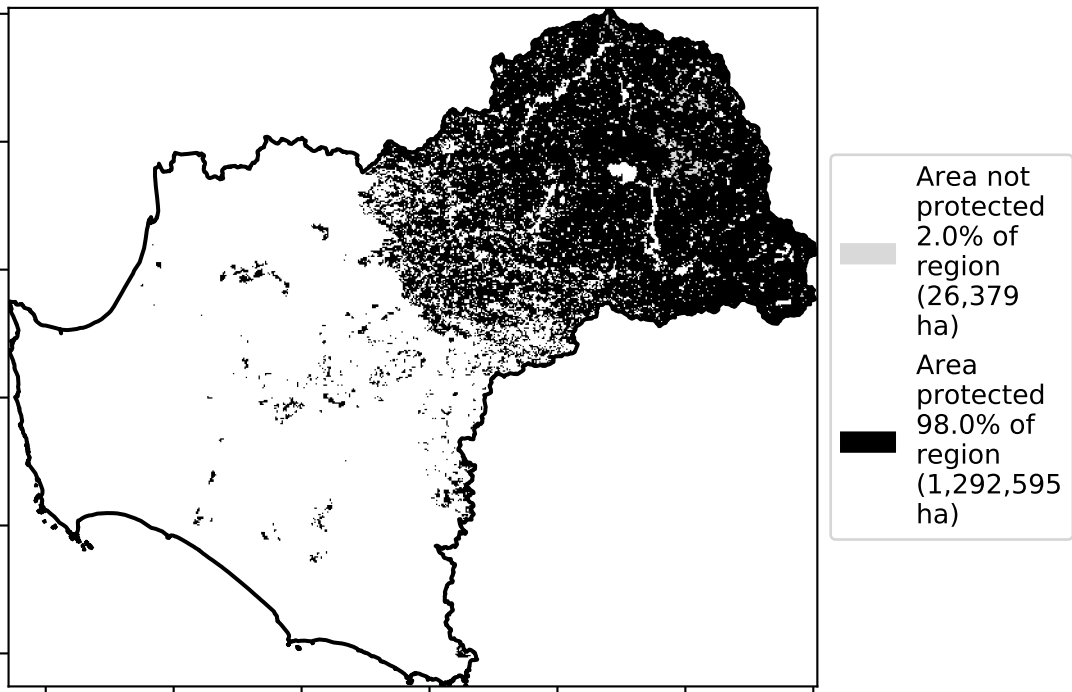 Area not
protected
2.0% of
region
(26,379
ha)
Area
protected
98.0% of
region
(1,292,595
ha)